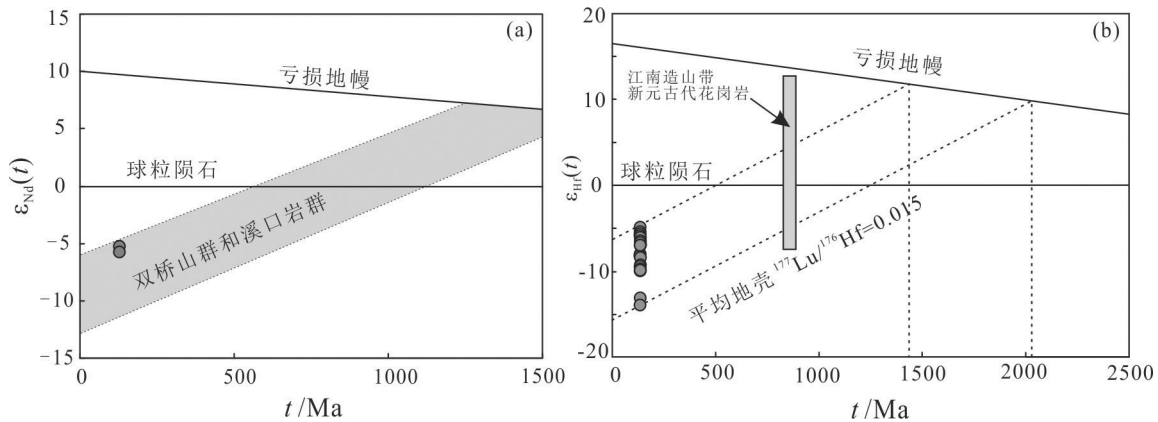 (a)
15
10
5
0
−5
−10
−15
εNd(t)
亏损地幔
球粒陨石
双桥山群和溪口岩群
0
500
1000
1500
t /Ma
(b)
20
10
0
-10
-20
εHf(t)
亏损地幔
江南造山带
新元古代花岗岩
球粒陨石
平均地壳 ¹⁷⁷Lu/¹⁷⁶Hf=0.015
0
500
1000
1500
2000
2500
t /Ma